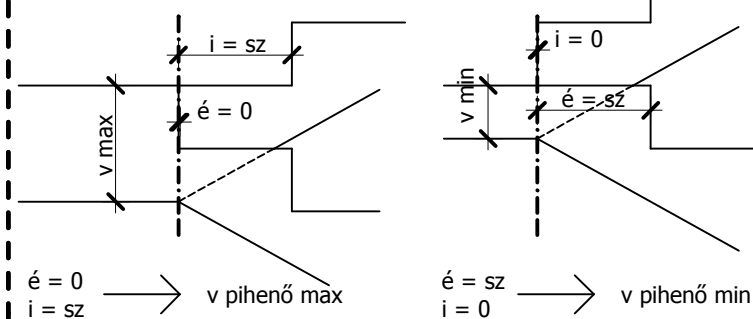 i = sz
é = 0
v max
é = 0
i = sz
v pihenő max
i = 0
é = sz
v min
é = sz
i = 0
v pihenő min